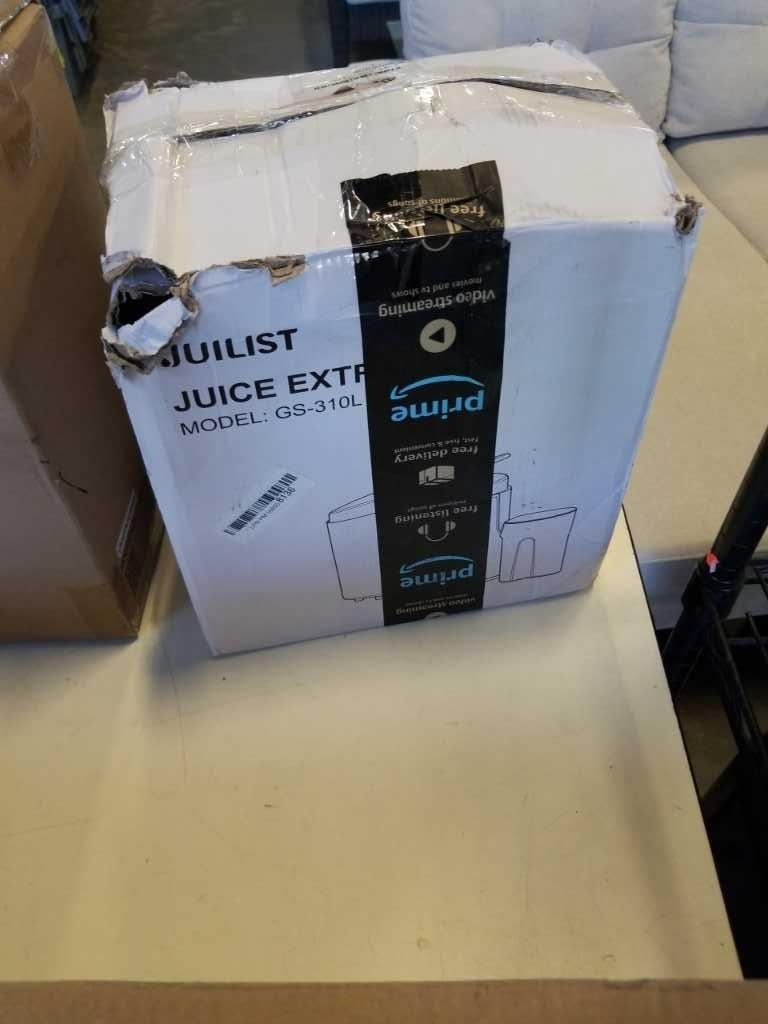 JUILIST
JUICE EXTR
MODEL: GS-310L
8136
free
video streaming
movies and tv shows
prime
free delivery
fast, free & convenient
free listening
prime
video streaming